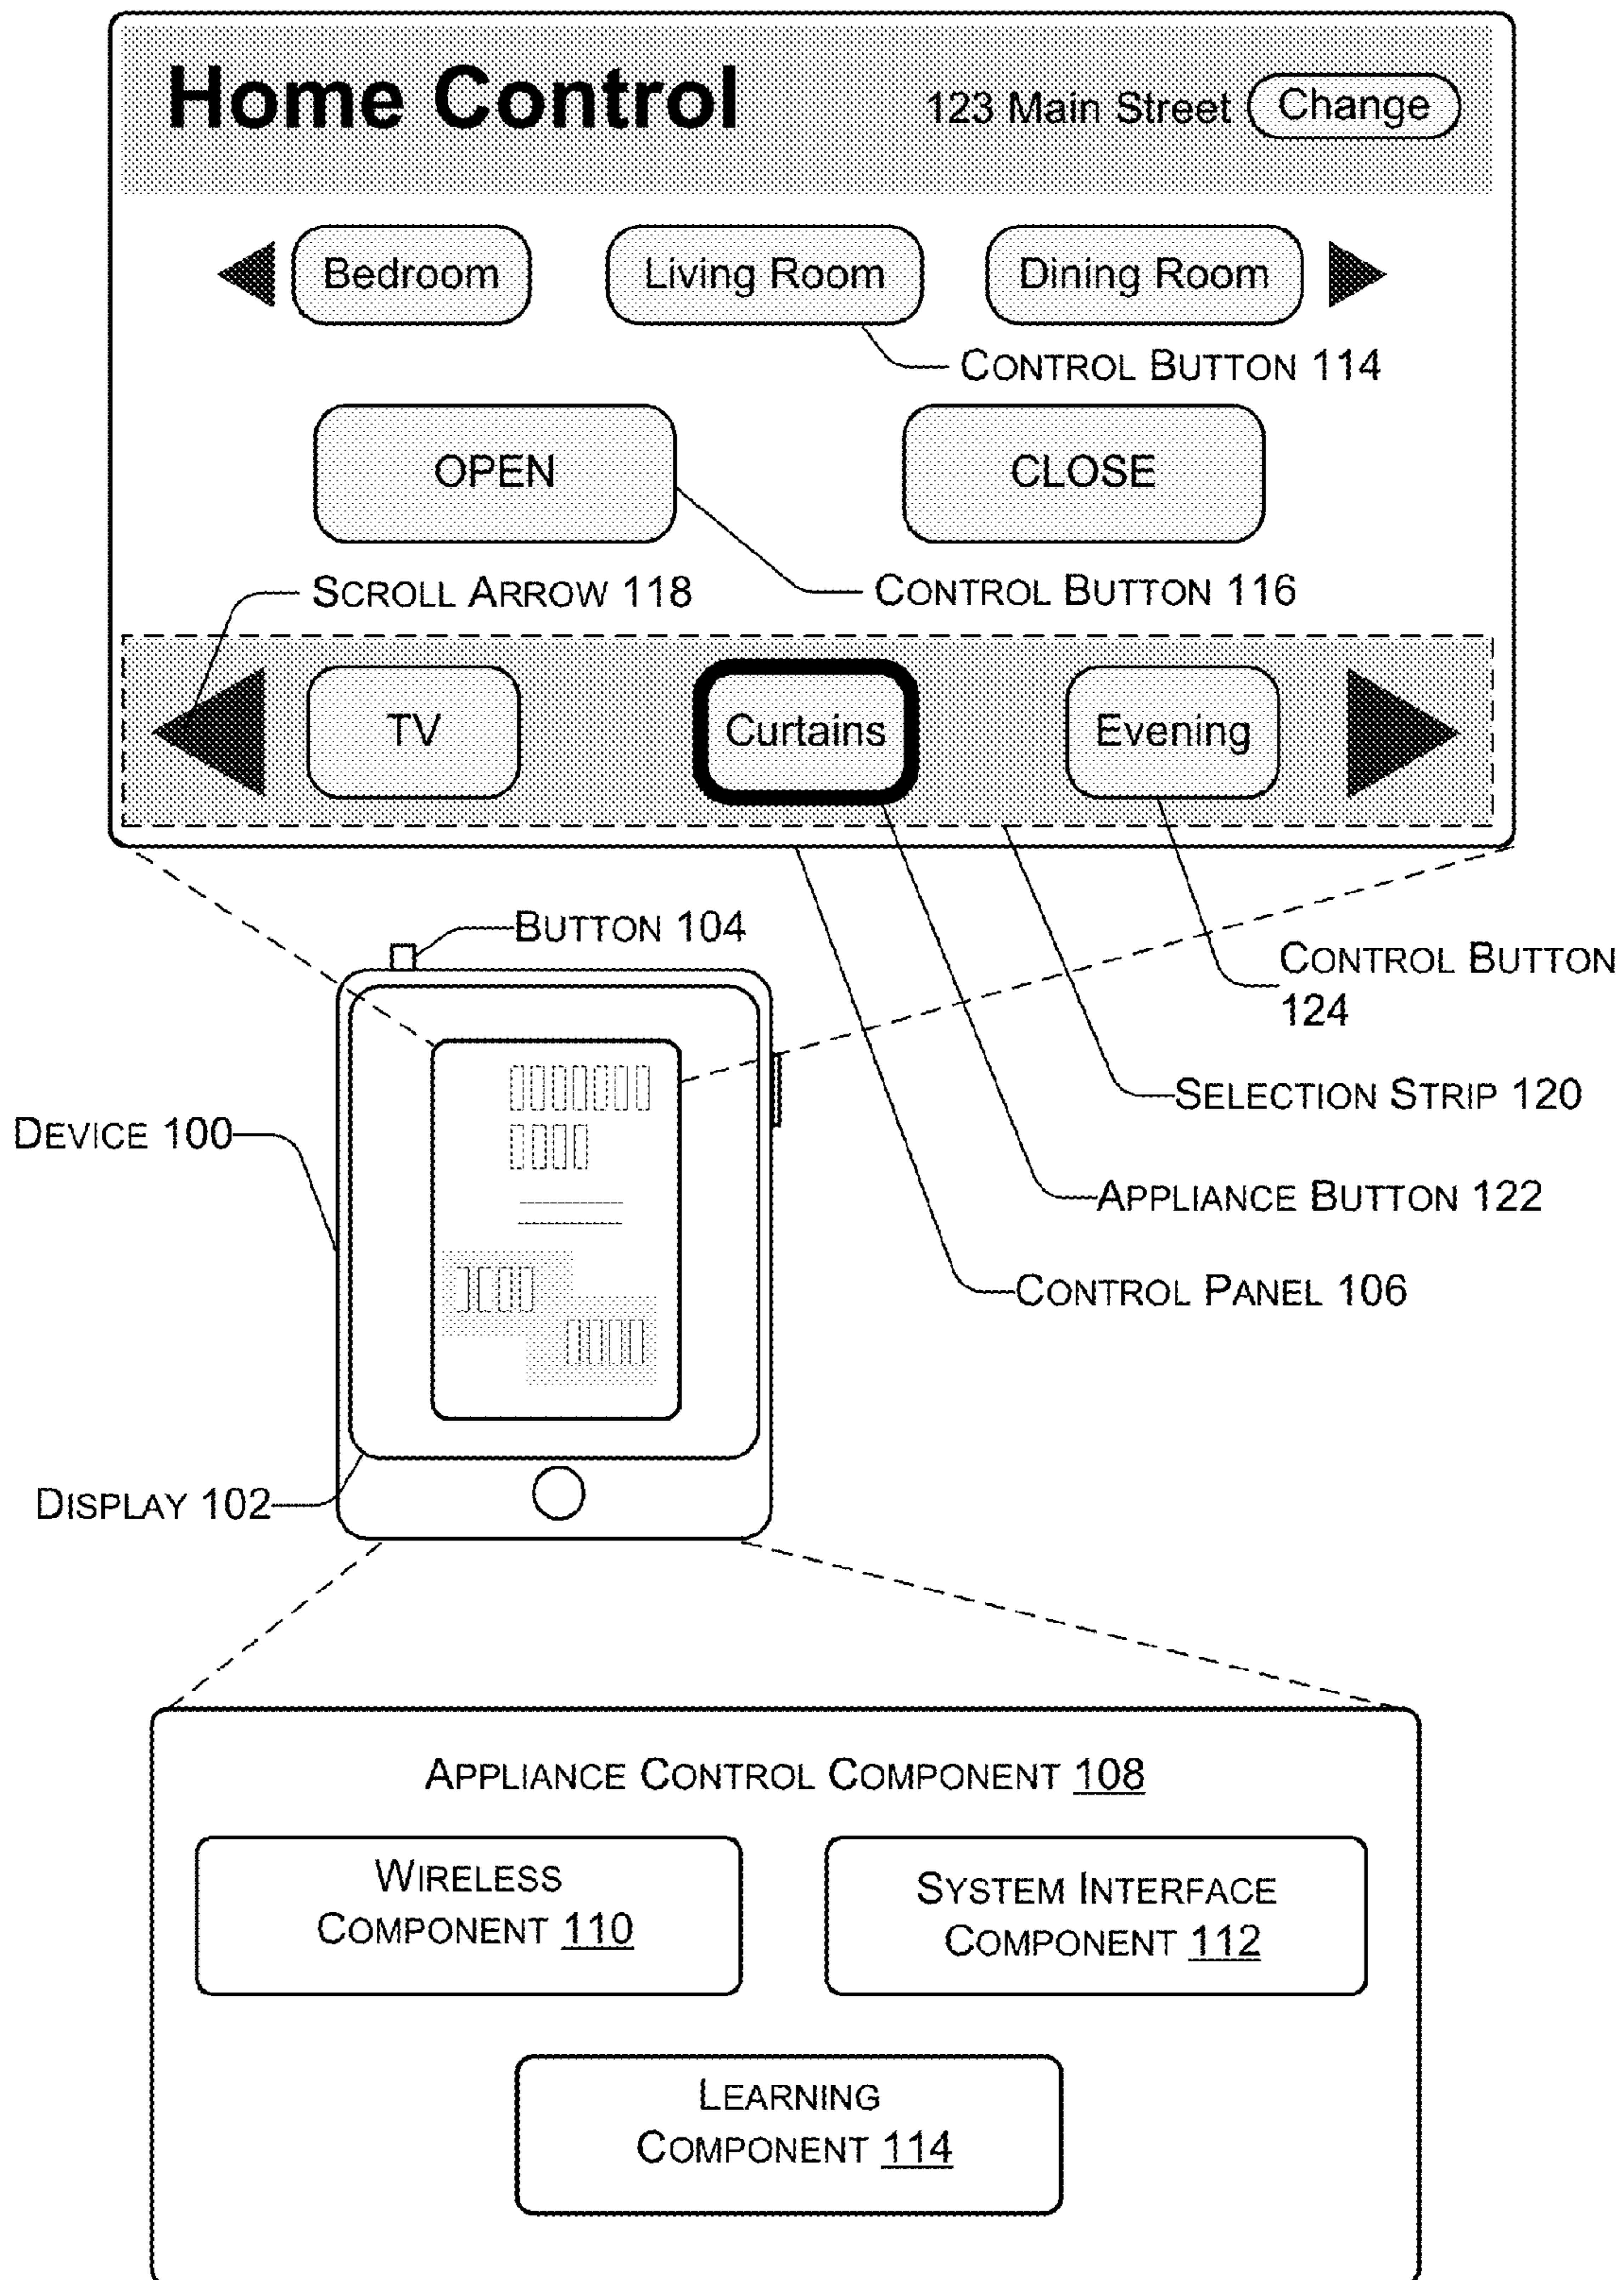 Home Control
123 Main Street Change
Bedroom Living Room Dining Room
CONTROL BUTTON 114
OPEN CLOSE
SCROLL ARROW 118 CONTROL BUTTON 116
TV Curtains Evening
BUTTON 104
CONTROL BUTTON
124
SELECTION STRIP 120
DEVICE 100
APPLIANCE BUTTON 122
CONTROL PANEL 106
DISPLAY 102
APPLIANCE CONTROL COMPONENT 108
WIRELESS
COMPONENT 110
SYSTEM INTERFACE
COMPONENT 112
LEARNING
COMPONENT 114